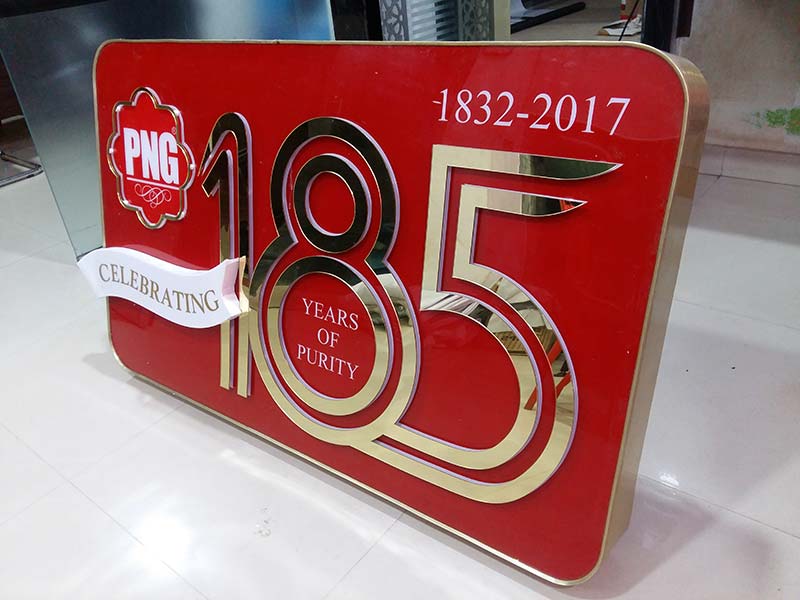 PNG
1832-2017
185
CELEBRATING
YEARS
OF
PURITY